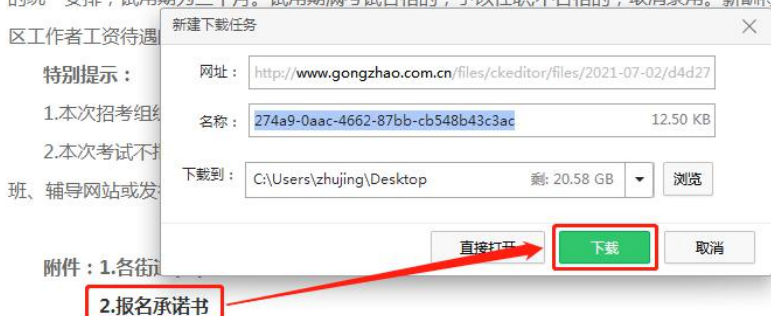 新建下载任务
区工作者工资待遇
网址： http://www.gongzhao.com.cn/files/ckeditor/files/2021-07-02/d4d27
特别提示：
1.本次招考组织
名称： 274a9-0aac-4662-87bb-cb548b43c3ac 12.50 KB
2.本次考试不
下载到： C:\Users\zhujing\Desktop 剩: 20.58 GB 浏览
班、辅导网站或发
直接打开 下载 取消
附件：1.各街
2.报名承诺书